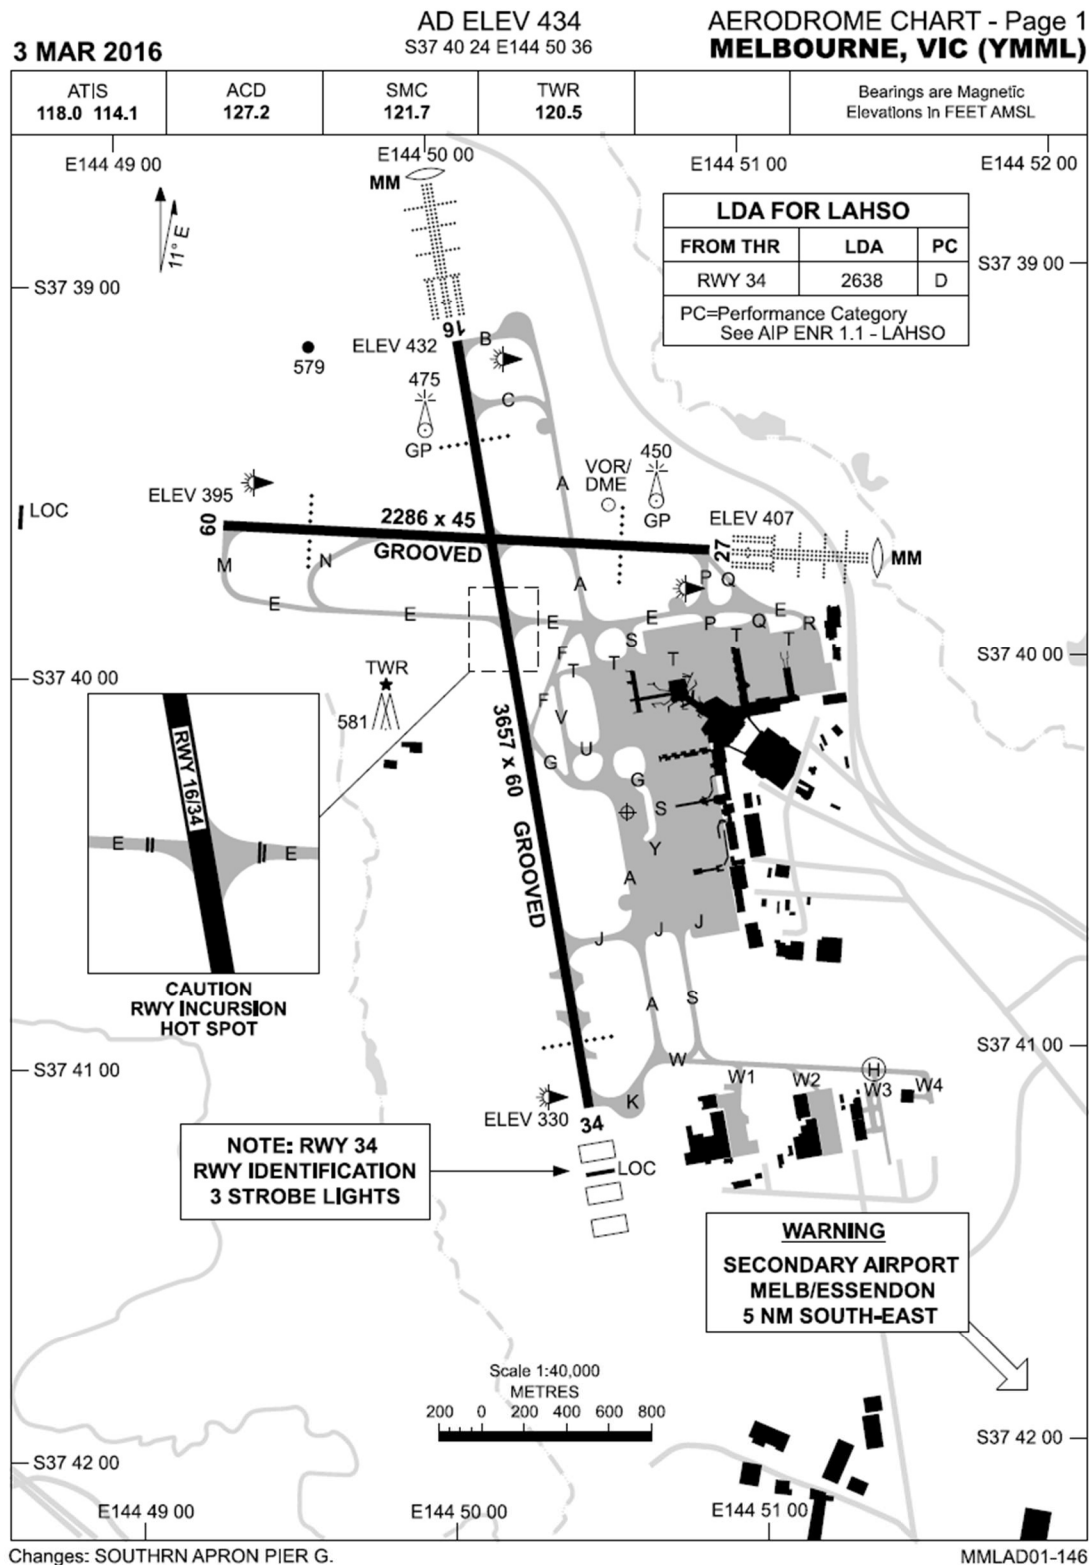 AD ELEV 434
S37 40 24 E144 50 36
3 MAR 2016
AERODROME CHART - Page 1
MELBOURNE, VIC (YMML)
ATIS
118.0 114.1
ACD
127.2
SMC
121.7
TWR
120.5
Bearings are Magnetic
Elevations in FEET AMSL
E144 49 00
E144 50 00
E144 51 00
E144 52 00
MM
11° E
LDA FOR LAHSO
FROM THR LDA PC
RWY 34 2638 D
PC=Performance Category
See AIP ENR 1.1 - LAHSO
S37 39 00
S37 39 00
16
B
ELEV 432
579
475
GP
C
A
VOR/
DME
450
GP
ELEV 395
LOC
09
2286 x 45
GROOVED
ELEV 407
27
MM
M
N
E
E
E
A
E
P
Q
P
Q
E
R
S
T
T
F
T
T
T
S37 40 00
S37 40 00
TWR
581
F
V
U
G
G
S
Y
A
3657 x 60 GROOVED
RWY 16/34
E
E
CAUTION
RWY INCURSION
HOT SPOT
J
J
J
A
S
W
S37 41 00
S37 41 00
W1
W2
H
W3
W4
ELEV 330
K
34
NOTE: RWY 34
RWY IDENTIFICATION
3 STROBE LIGHTS
LOC
WARNING
SECONDARY AIRPORT
MELB/ESSENDON
5 NM SOUTH-EAST
Scale 1:40,000
METRES
200 0 200 400 600 800
S37 42 00
S37 42 00
E144 49 00
E144 50 00
E144 51 00
Changes: SOUTHRN APRON PIER G.
MMLAD01-146